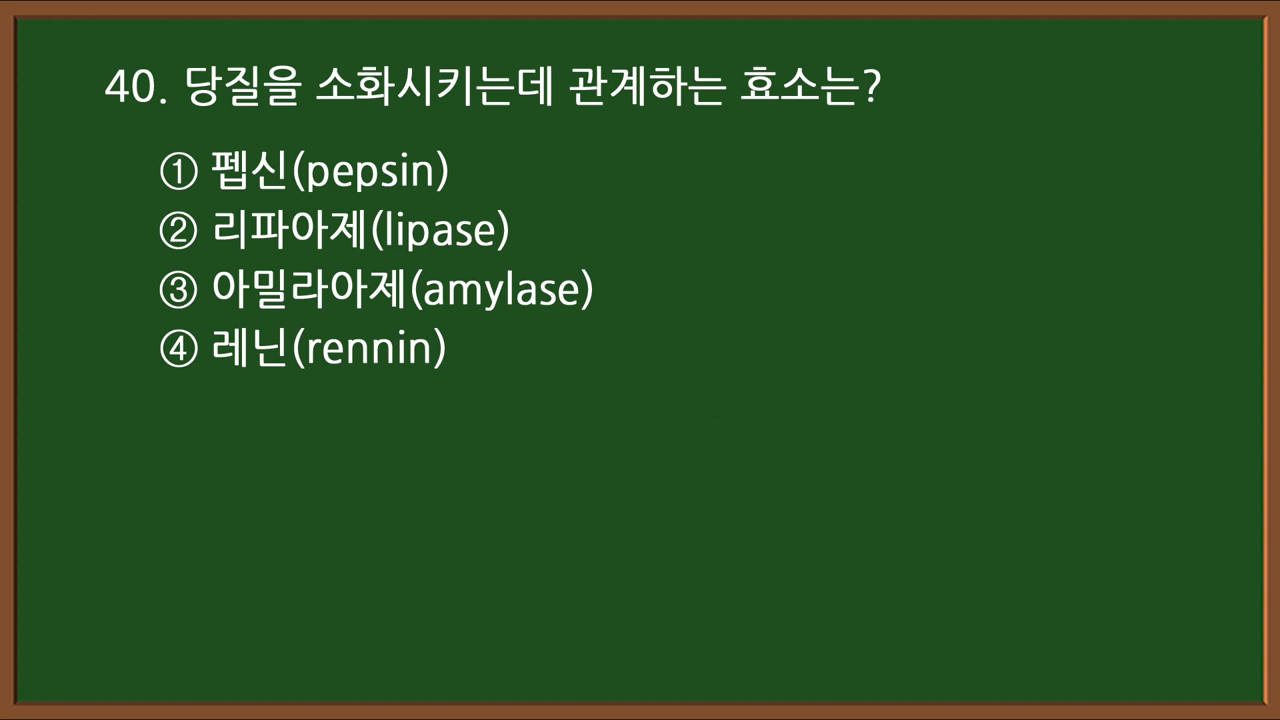 40. 당질을 소화시키는데 관계하는 효소는?
① 펩신(pepsin)
② 리파아제(lipase)
③ 아밀라아제(amylase)
④ 레닌(rennin)